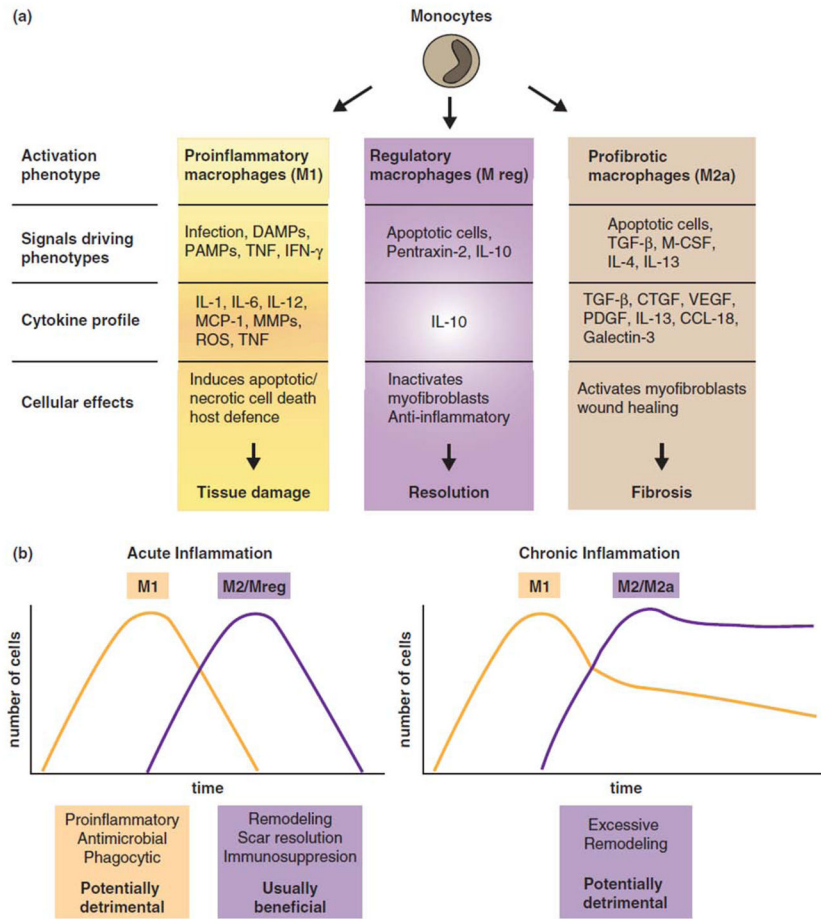 (a)
Monocytes
Activation
phenotype
Proinflammatory
macrophages (M1)
Regulatory
macrophages (M reg)
Profibrotic
macrophages (M2a)
Signals driving
phenotypes
Infection, DAMPs,
PAMPs, TNF, IFN-γ
Apoptotic cells,
Pentraxin-2, IL-10
Apoptotic cells,
TGF-β, M-CSF,
IL-4, IL-13
Cytokine profile
IL-1, IL-6, IL-12,
MCP-1, MMPs,
ROS, TNF
IL-10
TGF-β, CTGF, VEGF,
PDGF, IL-13, CCL-18,
Galectin-3
Cellular effects
Induces apoptotic/
necrotic cell death
host defence
Inactivates
myofibroblasts
Anti-inflammatory
Activates myofibroblasts
wound healing
Tissue damage
Resolution
Fibrosis
(b)
Acute Inflammation
M1
M2/Mreg
number of cells
time
Proinflammatory
Antimicrobial
Phagocytic
Potentially
detrimental
Remodeling
Scar resolution
Immunosuppresion
Usually
beneficial
Chronic Inflammation
M1
M2/M2a
number of cells
time
Excessive
Remodeling
Potentially
detrimental